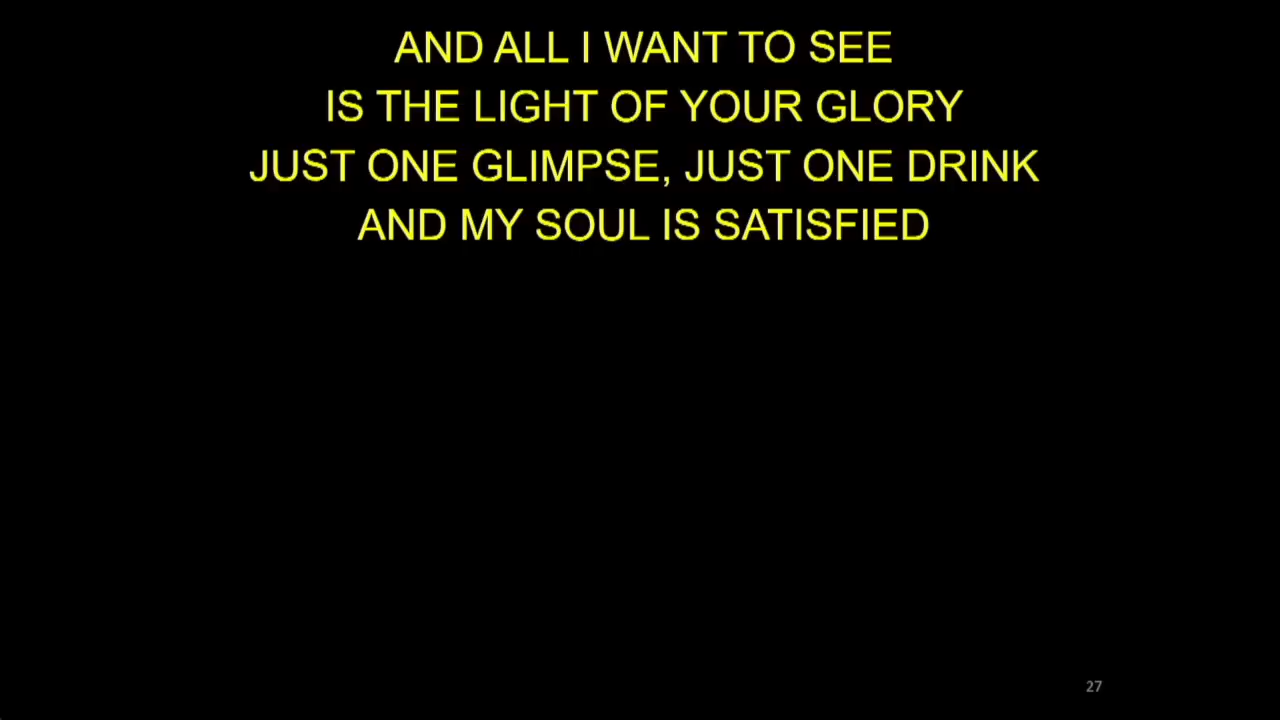 AND ALL I WANT TO SEE
IS THE LIGHT OF YOUR GLORY
JUST ONE GLIMPSE, JUST ONE DRINK
AND MY SOUL IS SATISFIED
27